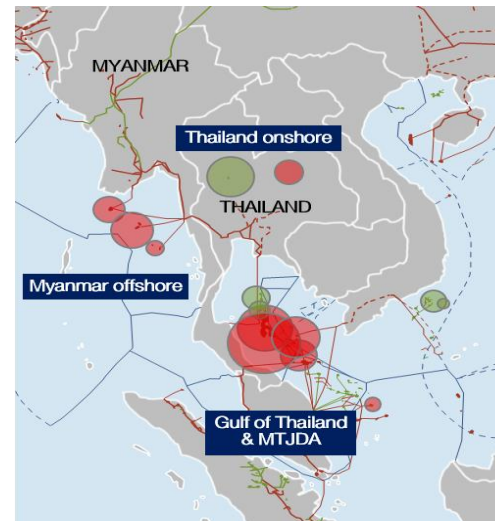 MYANMAR
Thailand onshore
THAILAND
Myanmar offshore
Gulf of Thailand
& MTJDA